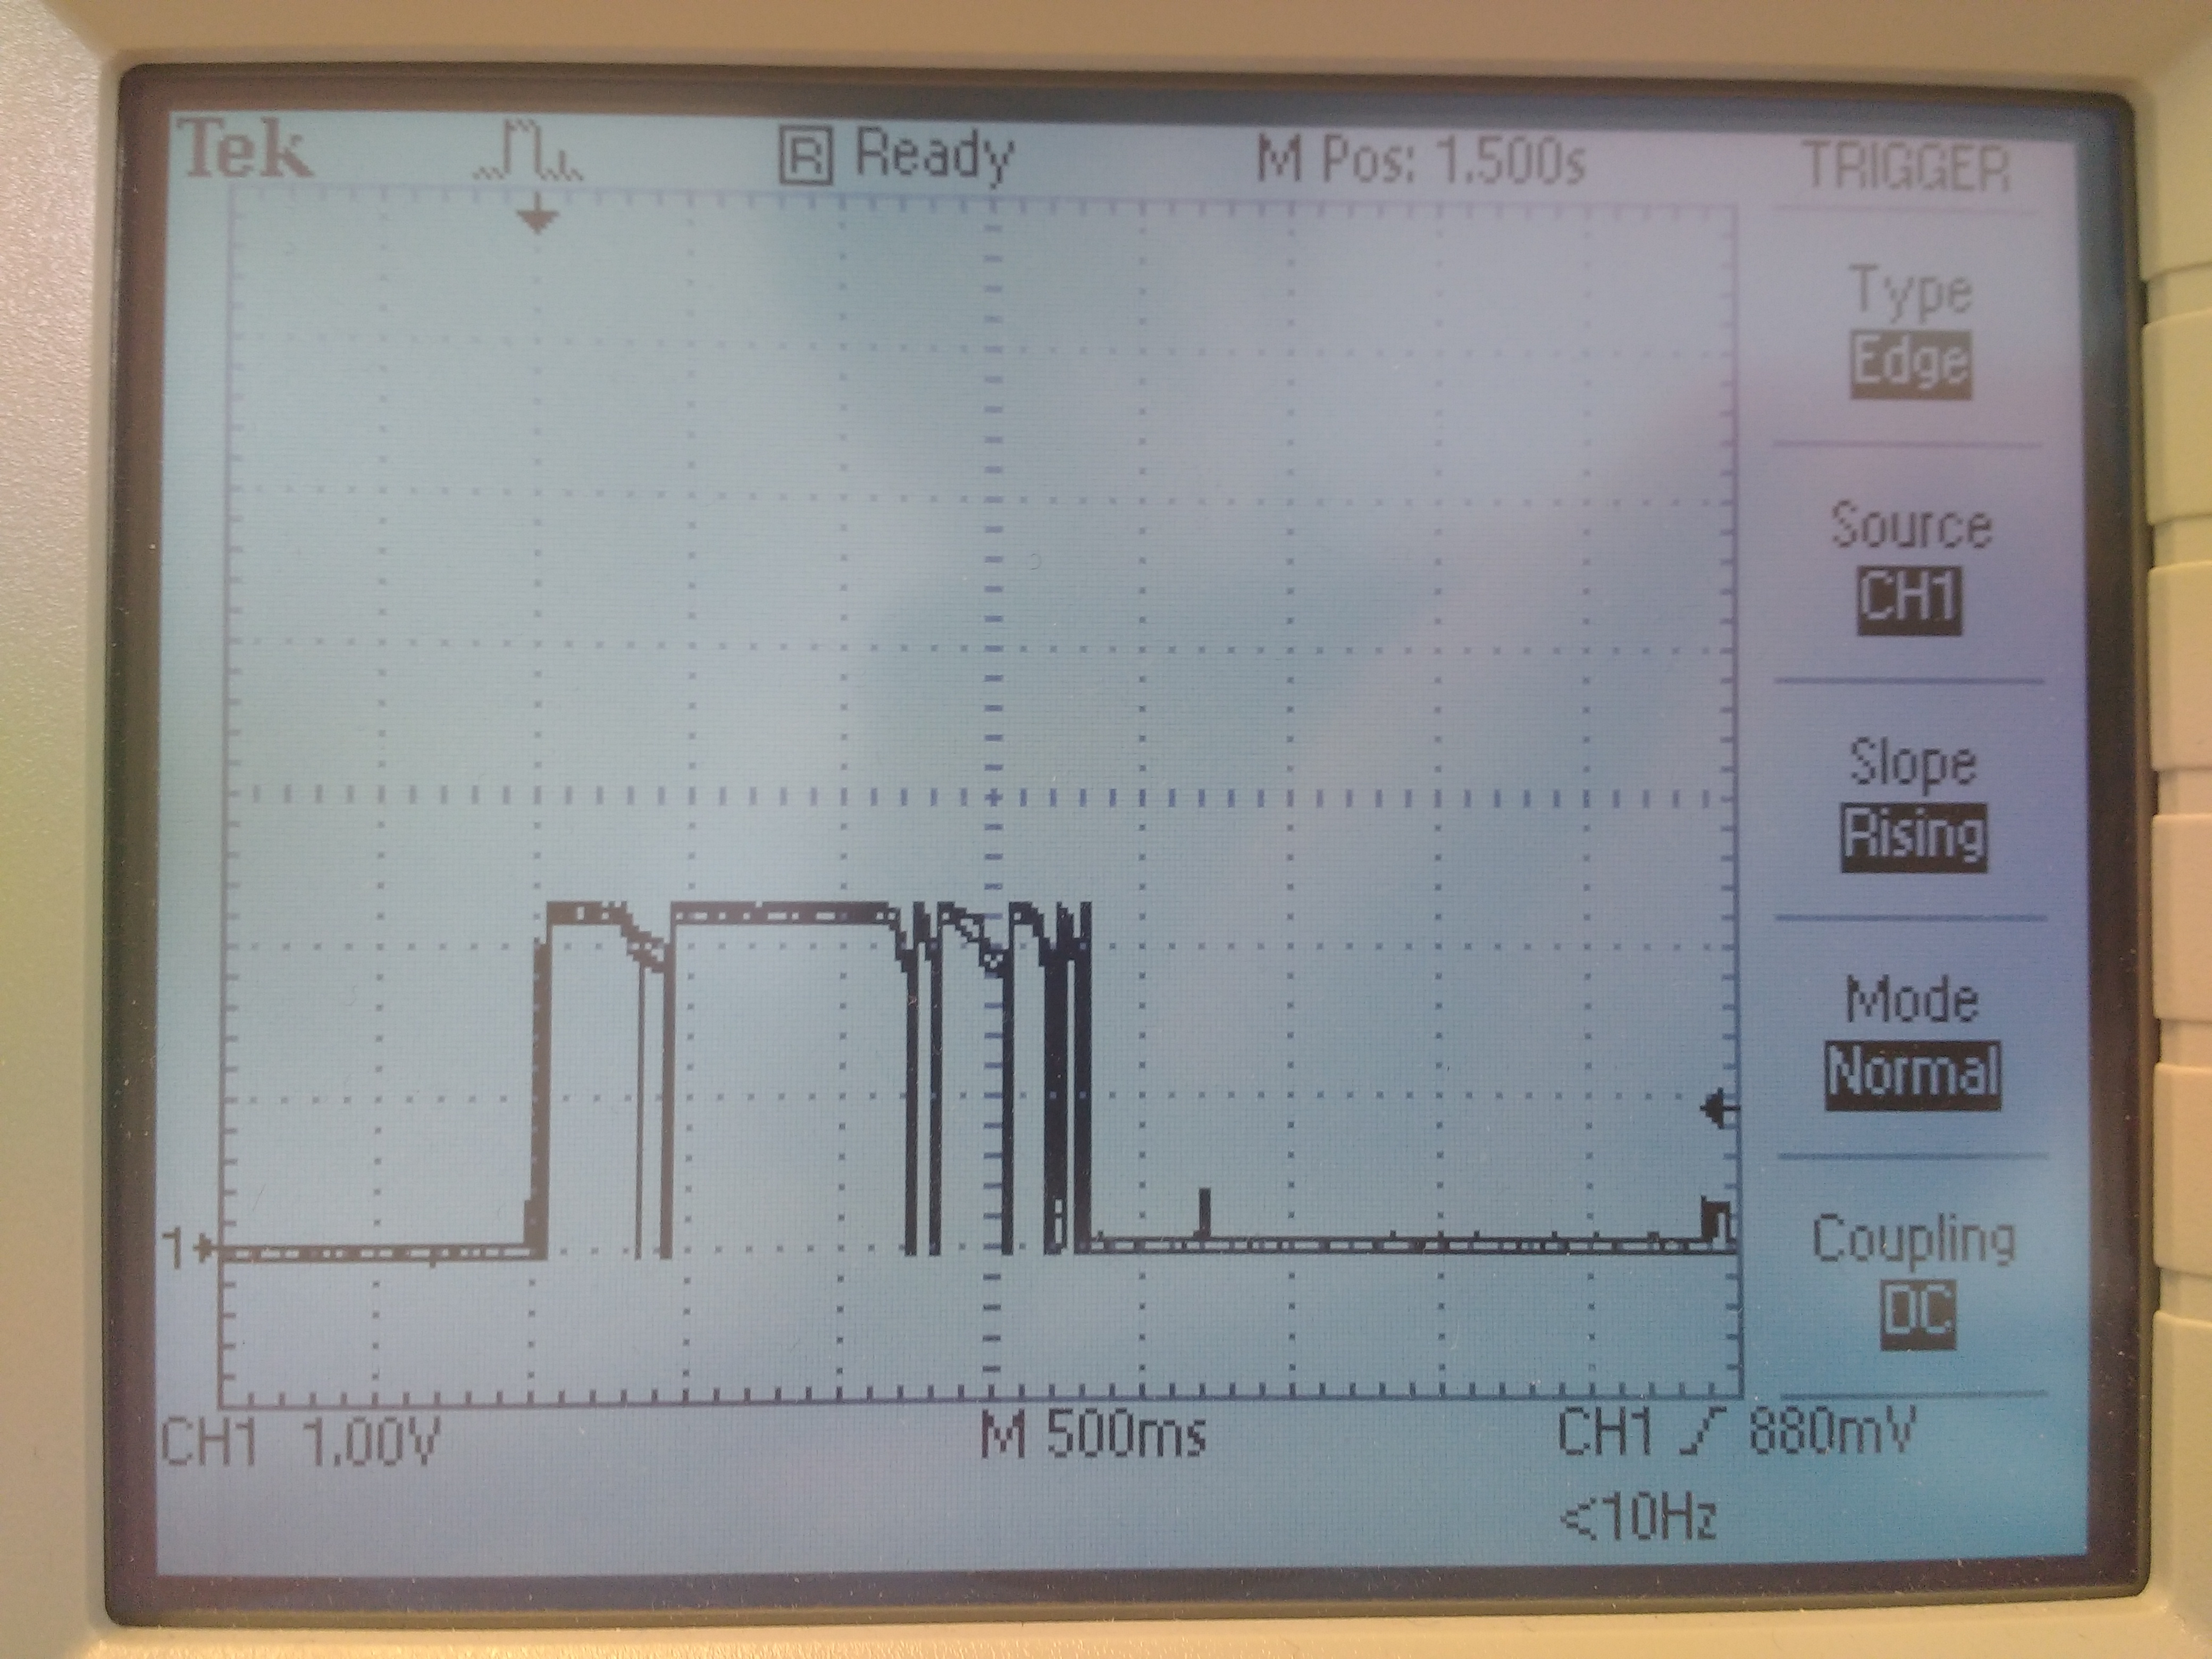 Tek R Ready M Pos: 1.500s TRIGGER
Type
Edge
Source
CH1
Slope
Rising
Mode
Normal
Coupling
DC
1
CH1 1.00V M 500ms CH1 880mV
<10Hz